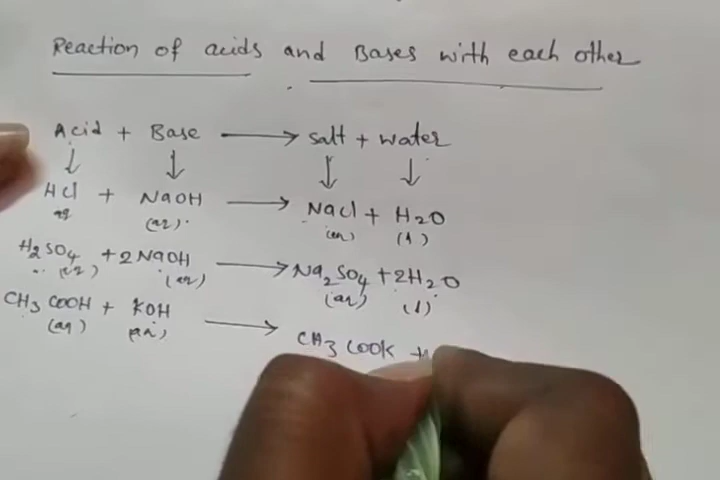 Reaction of acids and Bases with each other
Acid + Base → salt + water
↓ ↓ ↓ ↓
HCl + NaOH → NaCl + H2O
aq (aq) (aq) (l)
H2SO4 + 2NaOH → Na2SO4 + 2H2O
(aq) (aq) (aq) (l)
CH3COOH + KOH → CH3COOK +
(aq) (aq)